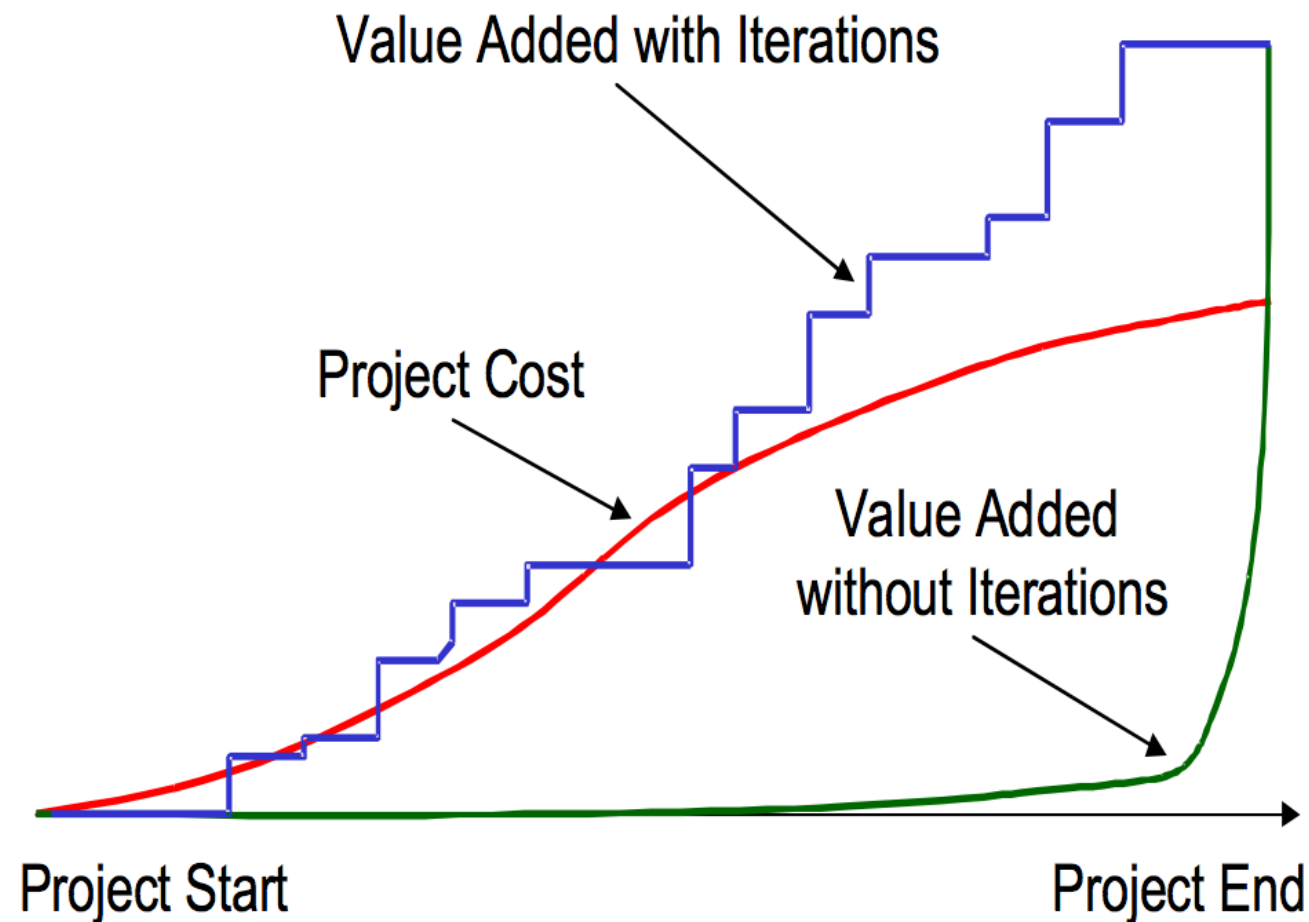 Value Added with Iterations
Project Cost
Value Added
without Iterations
Project Start
Project End